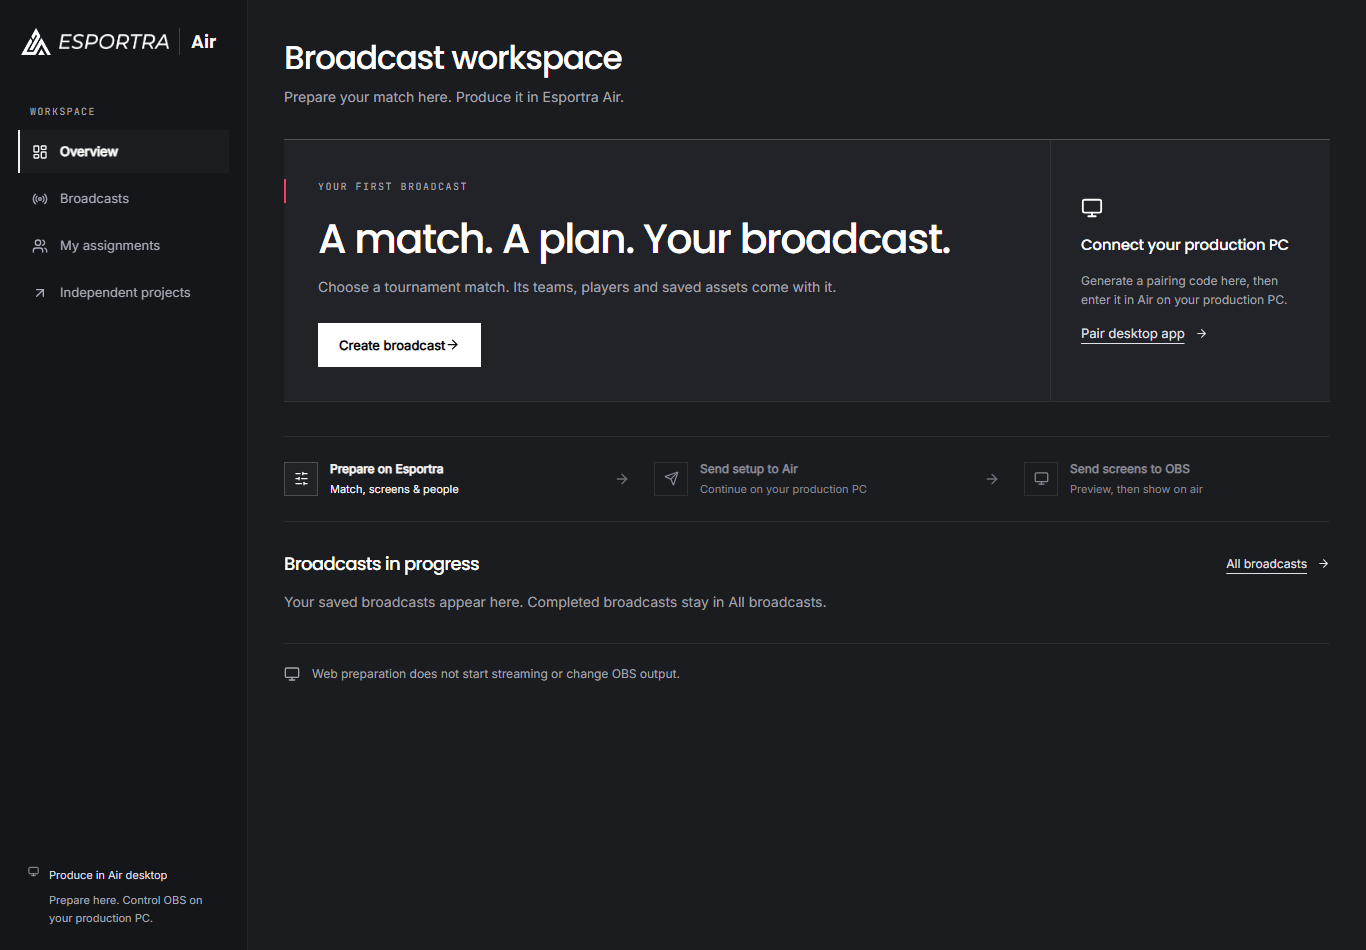 ESPORTRA Air
WORKSPACE
Overview
Broadcasts
My assignments
Independent projects
Produce in Air desktop
Prepare here. Control OBS on
your production PC.
Broadcast workspace
Prepare your match here. Produce it in Esportra Air.
YOUR FIRST BROADCAST
A match. A plan. Your broadcast.
Choose a tournament match. Its teams, players and saved assets come with it.
Create broadcast
Connect your production PC
Generate a pairing code here, then
enter it in Air on your production PC.
Pair desktop app
Prepare on Esportra
Match, screens & people
Send setup to Air
Continue on your production PC
Send screens to OBS
Preview, then show on air
Broadcasts in progress
All broadcasts
Your saved broadcasts appear here. Completed broadcasts stay in All broadcasts.
Web preparation does not start streaming or change OBS output.